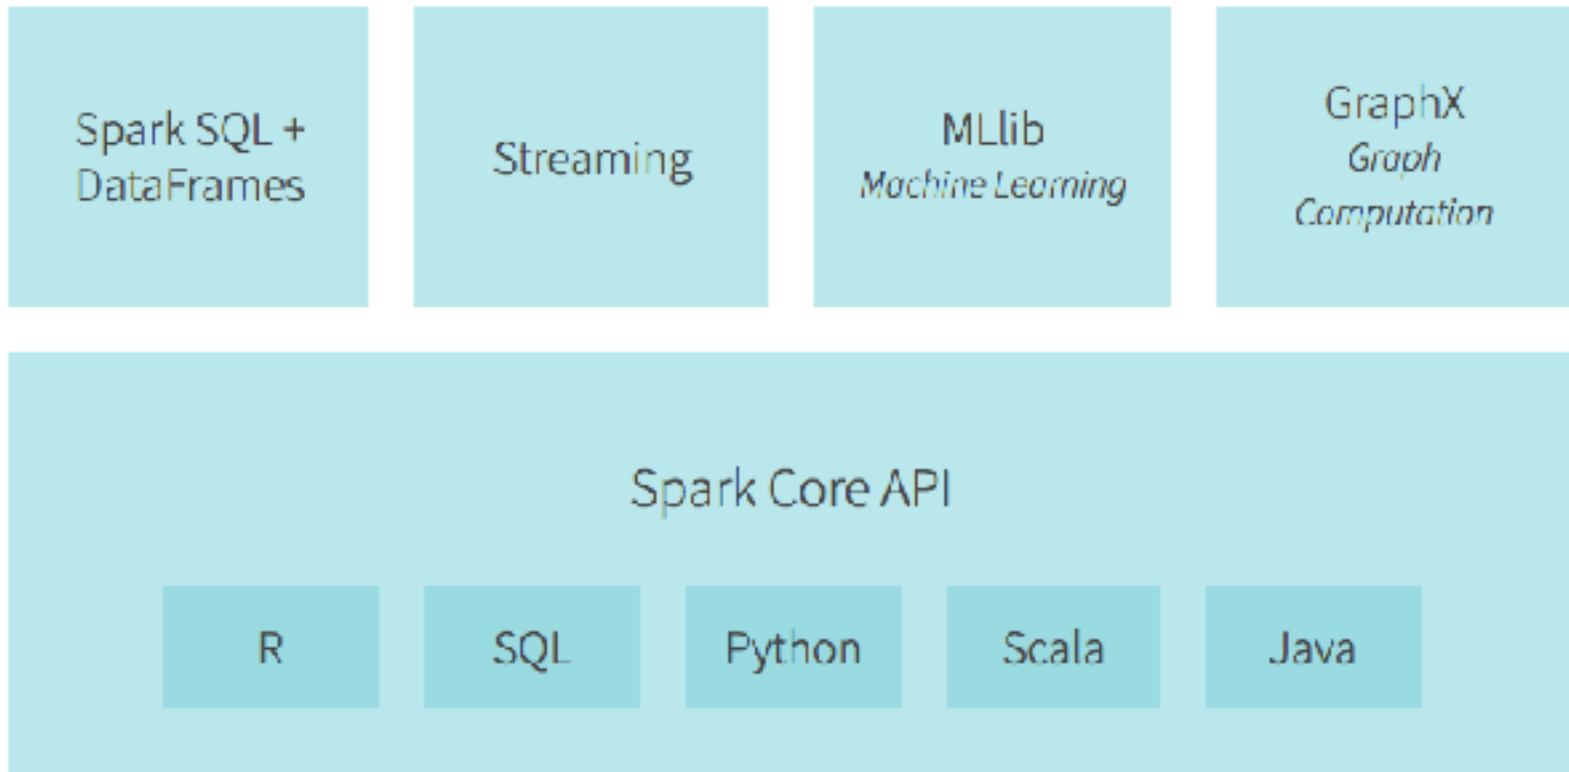 Spark SQL +
DataFrames
Streaming
MLlib
Machine Learning
GraphX
Graph
Computation
Spark Core API
R
SQL
Python
Scala
Java